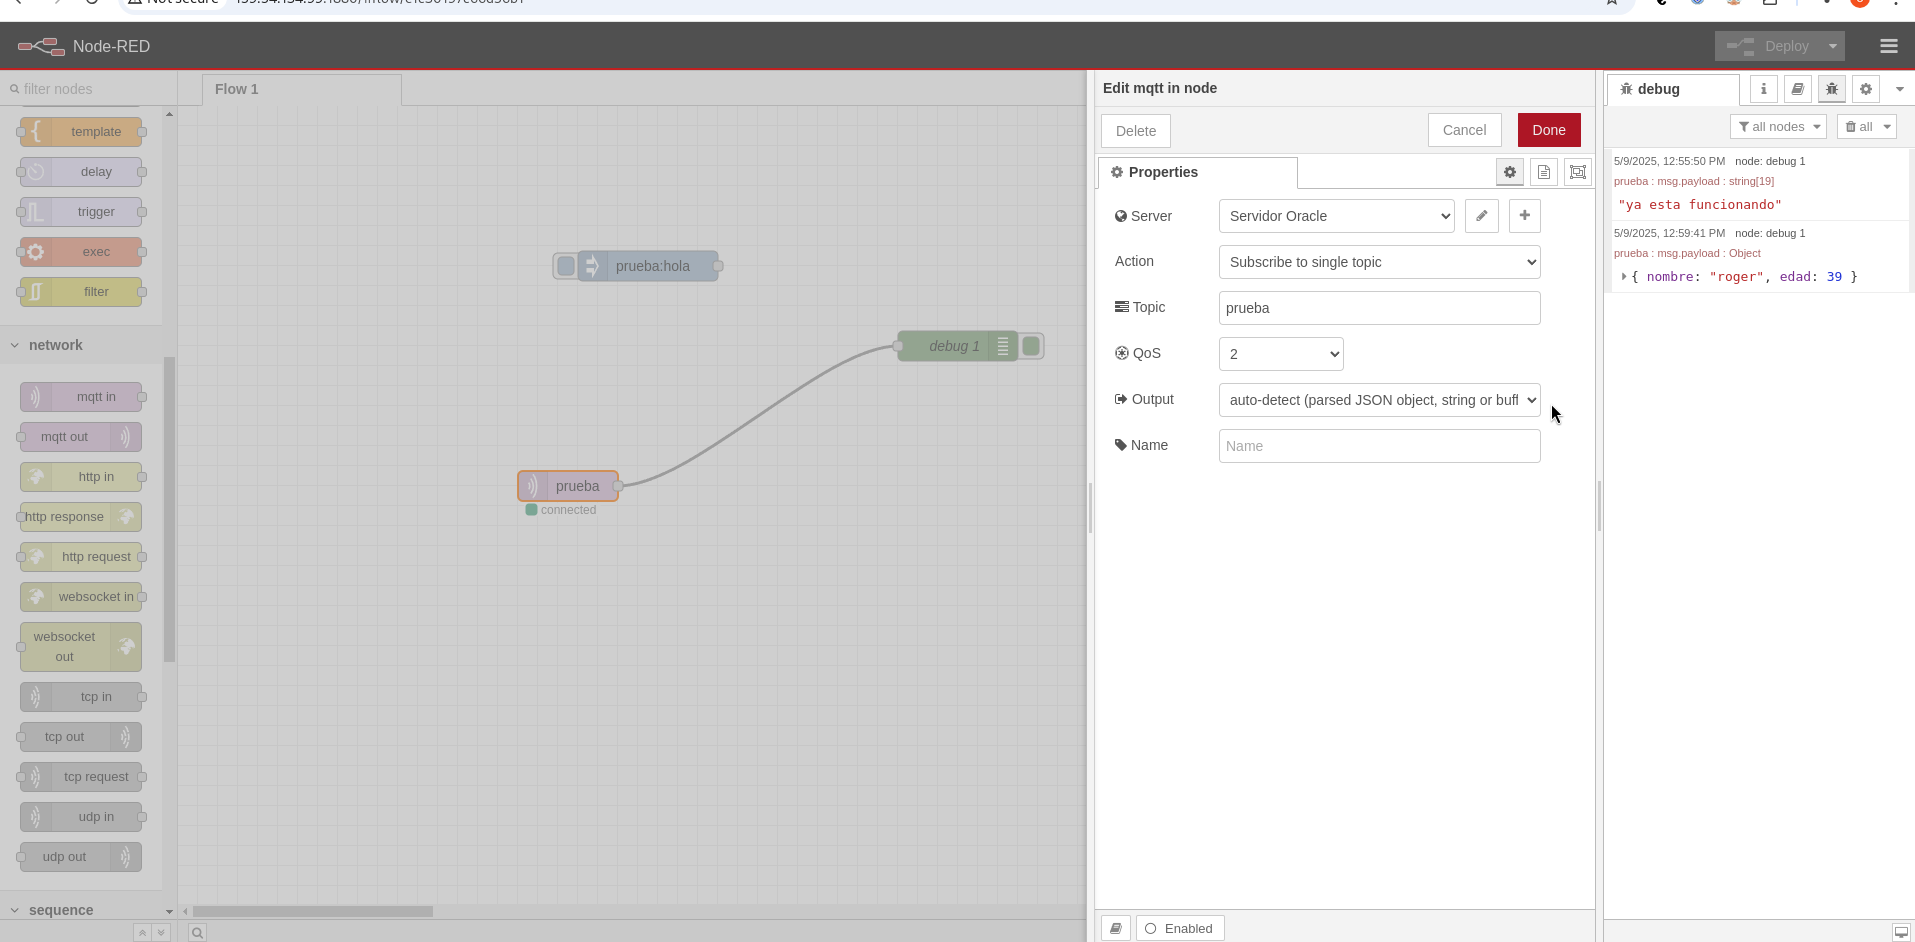 Node-RED
Deploy
filter nodes
Flow 1
template
delay
trigger
exec
filter
network
mqtt in
mqtt out
http in
http response
http request
websocket in
websocket
out
tcp in
tcp out
tcp request
udp in
udp out
sequence
prueba:hola
debug 1
prueba
connected
Edit mqtt in node
Delete
Cancel
Done
Properties
Server
Servidor Oracle
Action
Subscribe to single topic
Topic
prueba
QoS
2
Output
auto-detect (parsed JSON object, string or buff
Name
Name
Enabled
debug
i
all nodes
all
5/9/2025, 12:55:50 PM node: debug 1
prueba : msg.payload : string[19]
"ya esta funcionando"
5/9/2025, 12:59:41 PM node: debug 1
prueba : msg.payload : Object
{ nombre: "roger", edad: 39 }